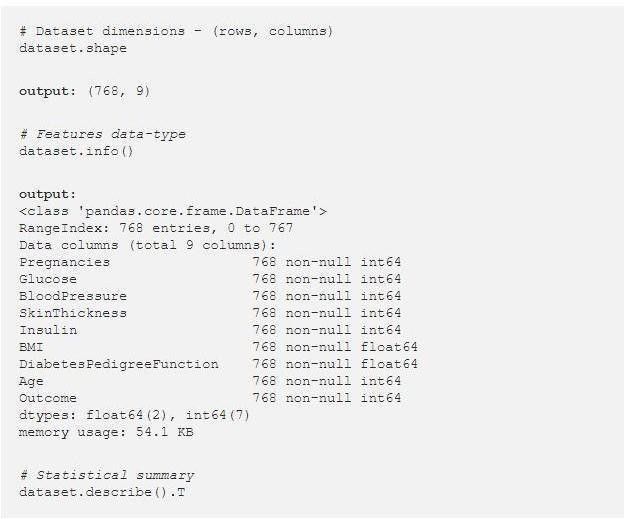 # Dataset dimensions - (rows, columns)
dataset.shape
output: (768, 9)
# Features data-type
dataset.info()
output:
<class 'pandas.core.frame.DataFrame'>
RangeIndex: 768 entries, 0 to 767
Data columns (total 9 columns):
Pregnancies 768 non-null int64
Glucose 768 non-null int64
BloodPressure 768 non-null int64
SkinThickness 768 non-null int64
Insulin 768 non-null int64
BMI 768 non-null float64
DiabetesPedigreeFunction 768 non-null float64
Age 768 non-null int64
Outcome 768 non-null int64
dtypes: float64(2), int64(7)
memory usage: 54.1 KB
# Statistical summary
dataset.describe().T